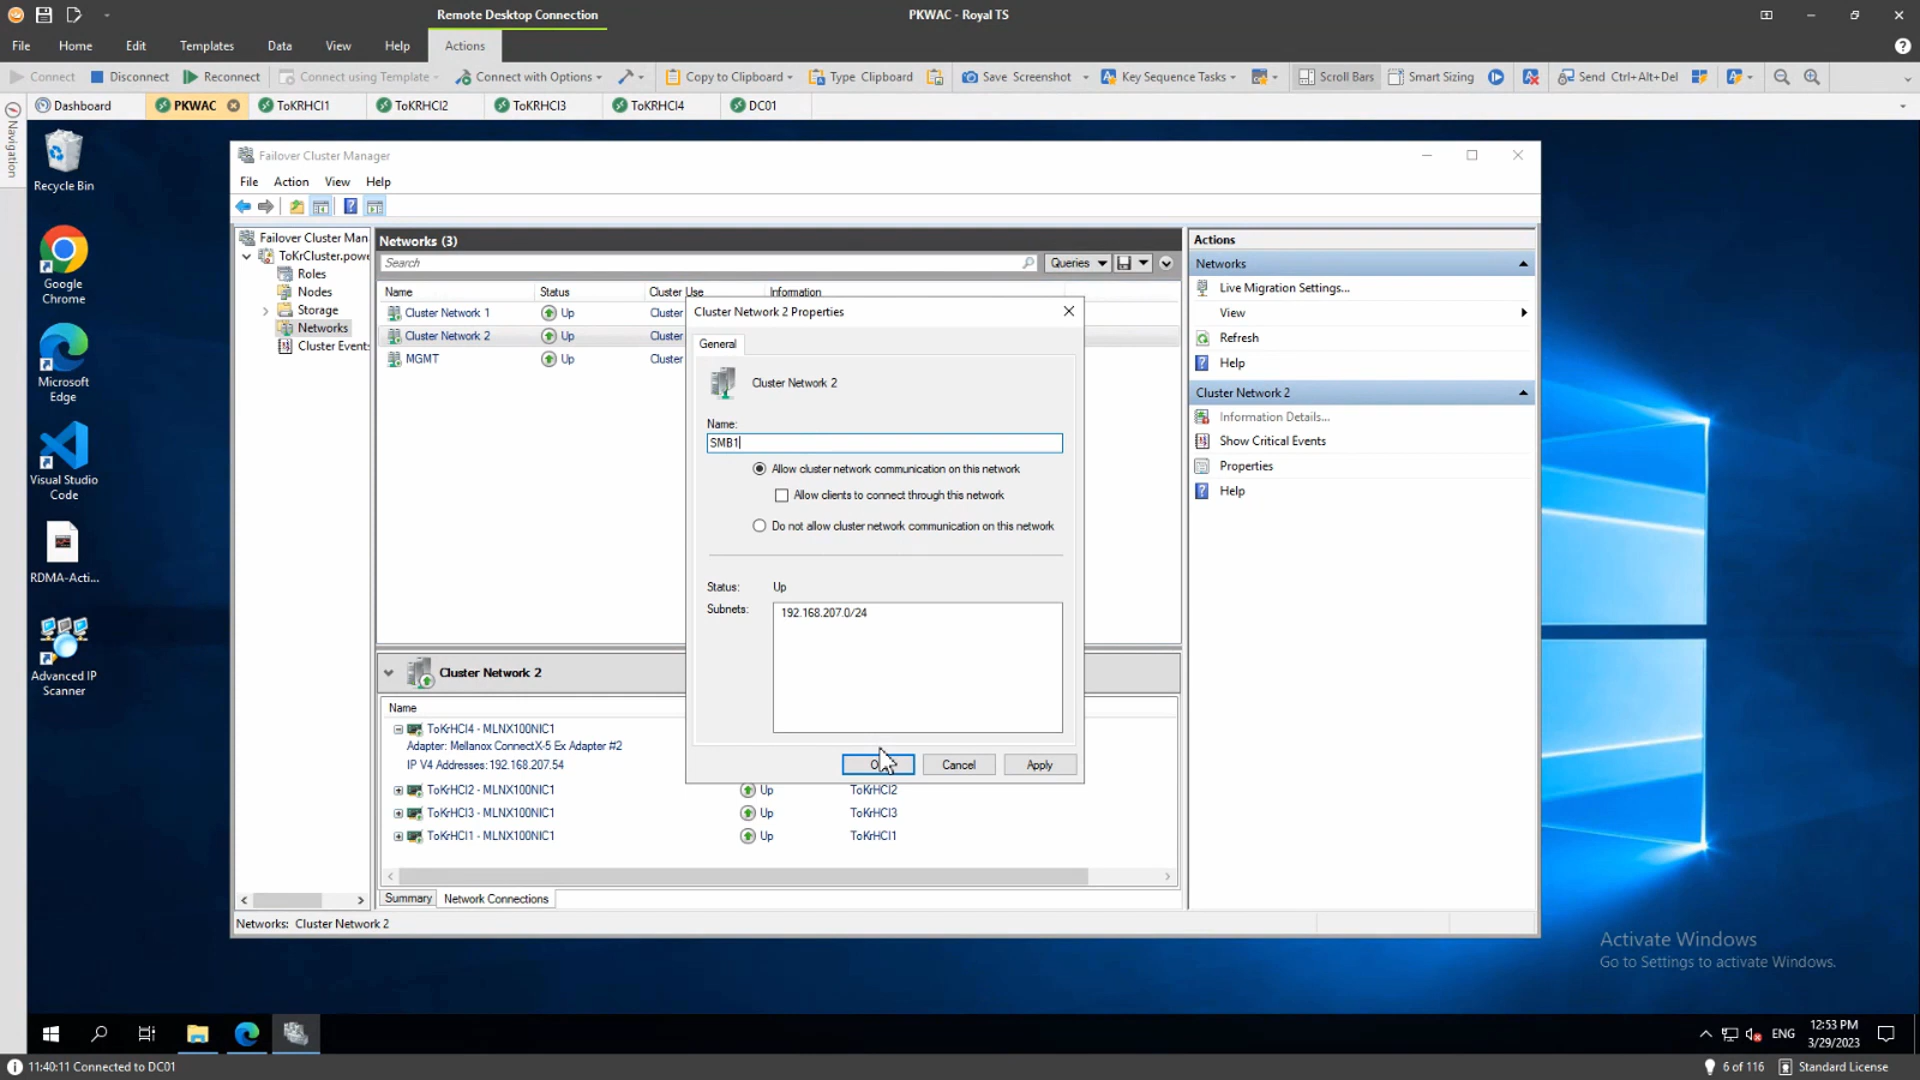 Remote Desktop Connection
PKWAC - Royal TS
File
Home
Edit
Templates
Data
View
Help
Actions
Connect
Disconnect
Reconnect
Connect using Template
Connect with Options
Copy to Clipboard
Type Clipboard
Save Screenshot
Key Sequence Tasks
Scroll Bars
Smart Sizing
Send Ctrl+Alt+Del
Navigation
Dashboard
PKWAC
ToKRHCI1
ToKRHCI2
ToKRHCI3
ToKRHCI4
DC01
Recycle Bin
Google Chrome
Microsoft Edge
Visual Studio Code
RDMA-Acti...
Advanced IP Scanner
Failover Cluster Manager
File
Action
View
Help
Failover Cluster Man
ToKrCluster.powe
Roles
Nodes
Storage
Networks
Cluster Events
Networks (3)
Search
Queries
Name
Status
Cluster Use
Information
Cluster Network 1
Up
Cluster
Cluster Network 2
Up
Cluster
MGMT
Up
Cluster
Cluster Network 2 Properties
General
Cluster Network 2
Name:
SMB1
Allow cluster network communication on this network
Allow clients to connect through this network
Do not allow cluster network communication on this network
Status:
Up
Subnets:
192.168.207.0/24
Cancel
Apply
Cluster Network 2
Name
ToKrHCI4 - MLNX100NIC1
Adapter: Mellanox ConnectX-5 Ex Adapter #2
IP V4 Addresses: 192.168.207.54
ToKrHCI2 - MLNX100NIC1
Up
ToKrHCI2
ToKrHCI3 - MLNX100NIC1
Up
ToKrHCI3
ToKrHCI1 - MLNX100NIC1
Up
ToKrHCI1
Summary
Network Connections
Networks: Cluster Network 2
Actions
Networks
Live Migration Settings...
View
Refresh
Help
Cluster Network 2
Information Details...
Show Critical Events
Properties
Help
Activate Windows
Go to Settings to activate Windows.
ENG
12:53 PM
3/29/2023
11:40:11 Connected to DC01
6 of 116
Standard License